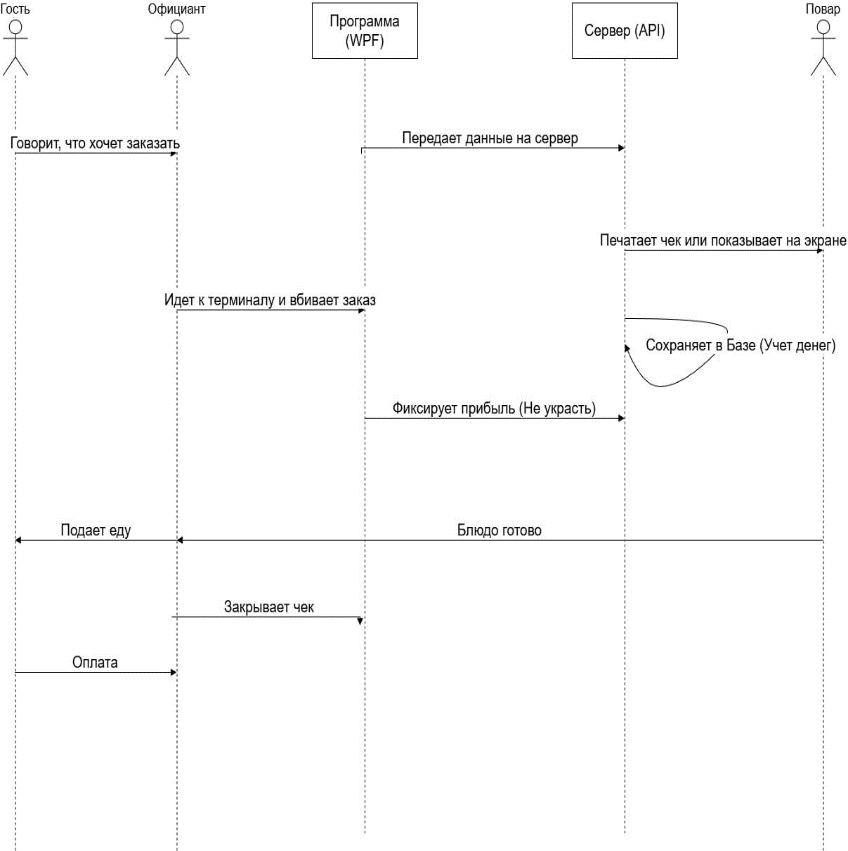 Гость
Официант
Программа
(WPF)
Сервер (API)
Повар
Говорит, что хочет заказать
Передает данные на сервер
Печатает чек или показывает на экране
Идет к терминалу и вбивает заказ
Сохраняет в Базе (Учет денег)
Фиксирует прибыль (Не украсть)
Подает еду
Блюдо готово
Закрывает чек
Оплата